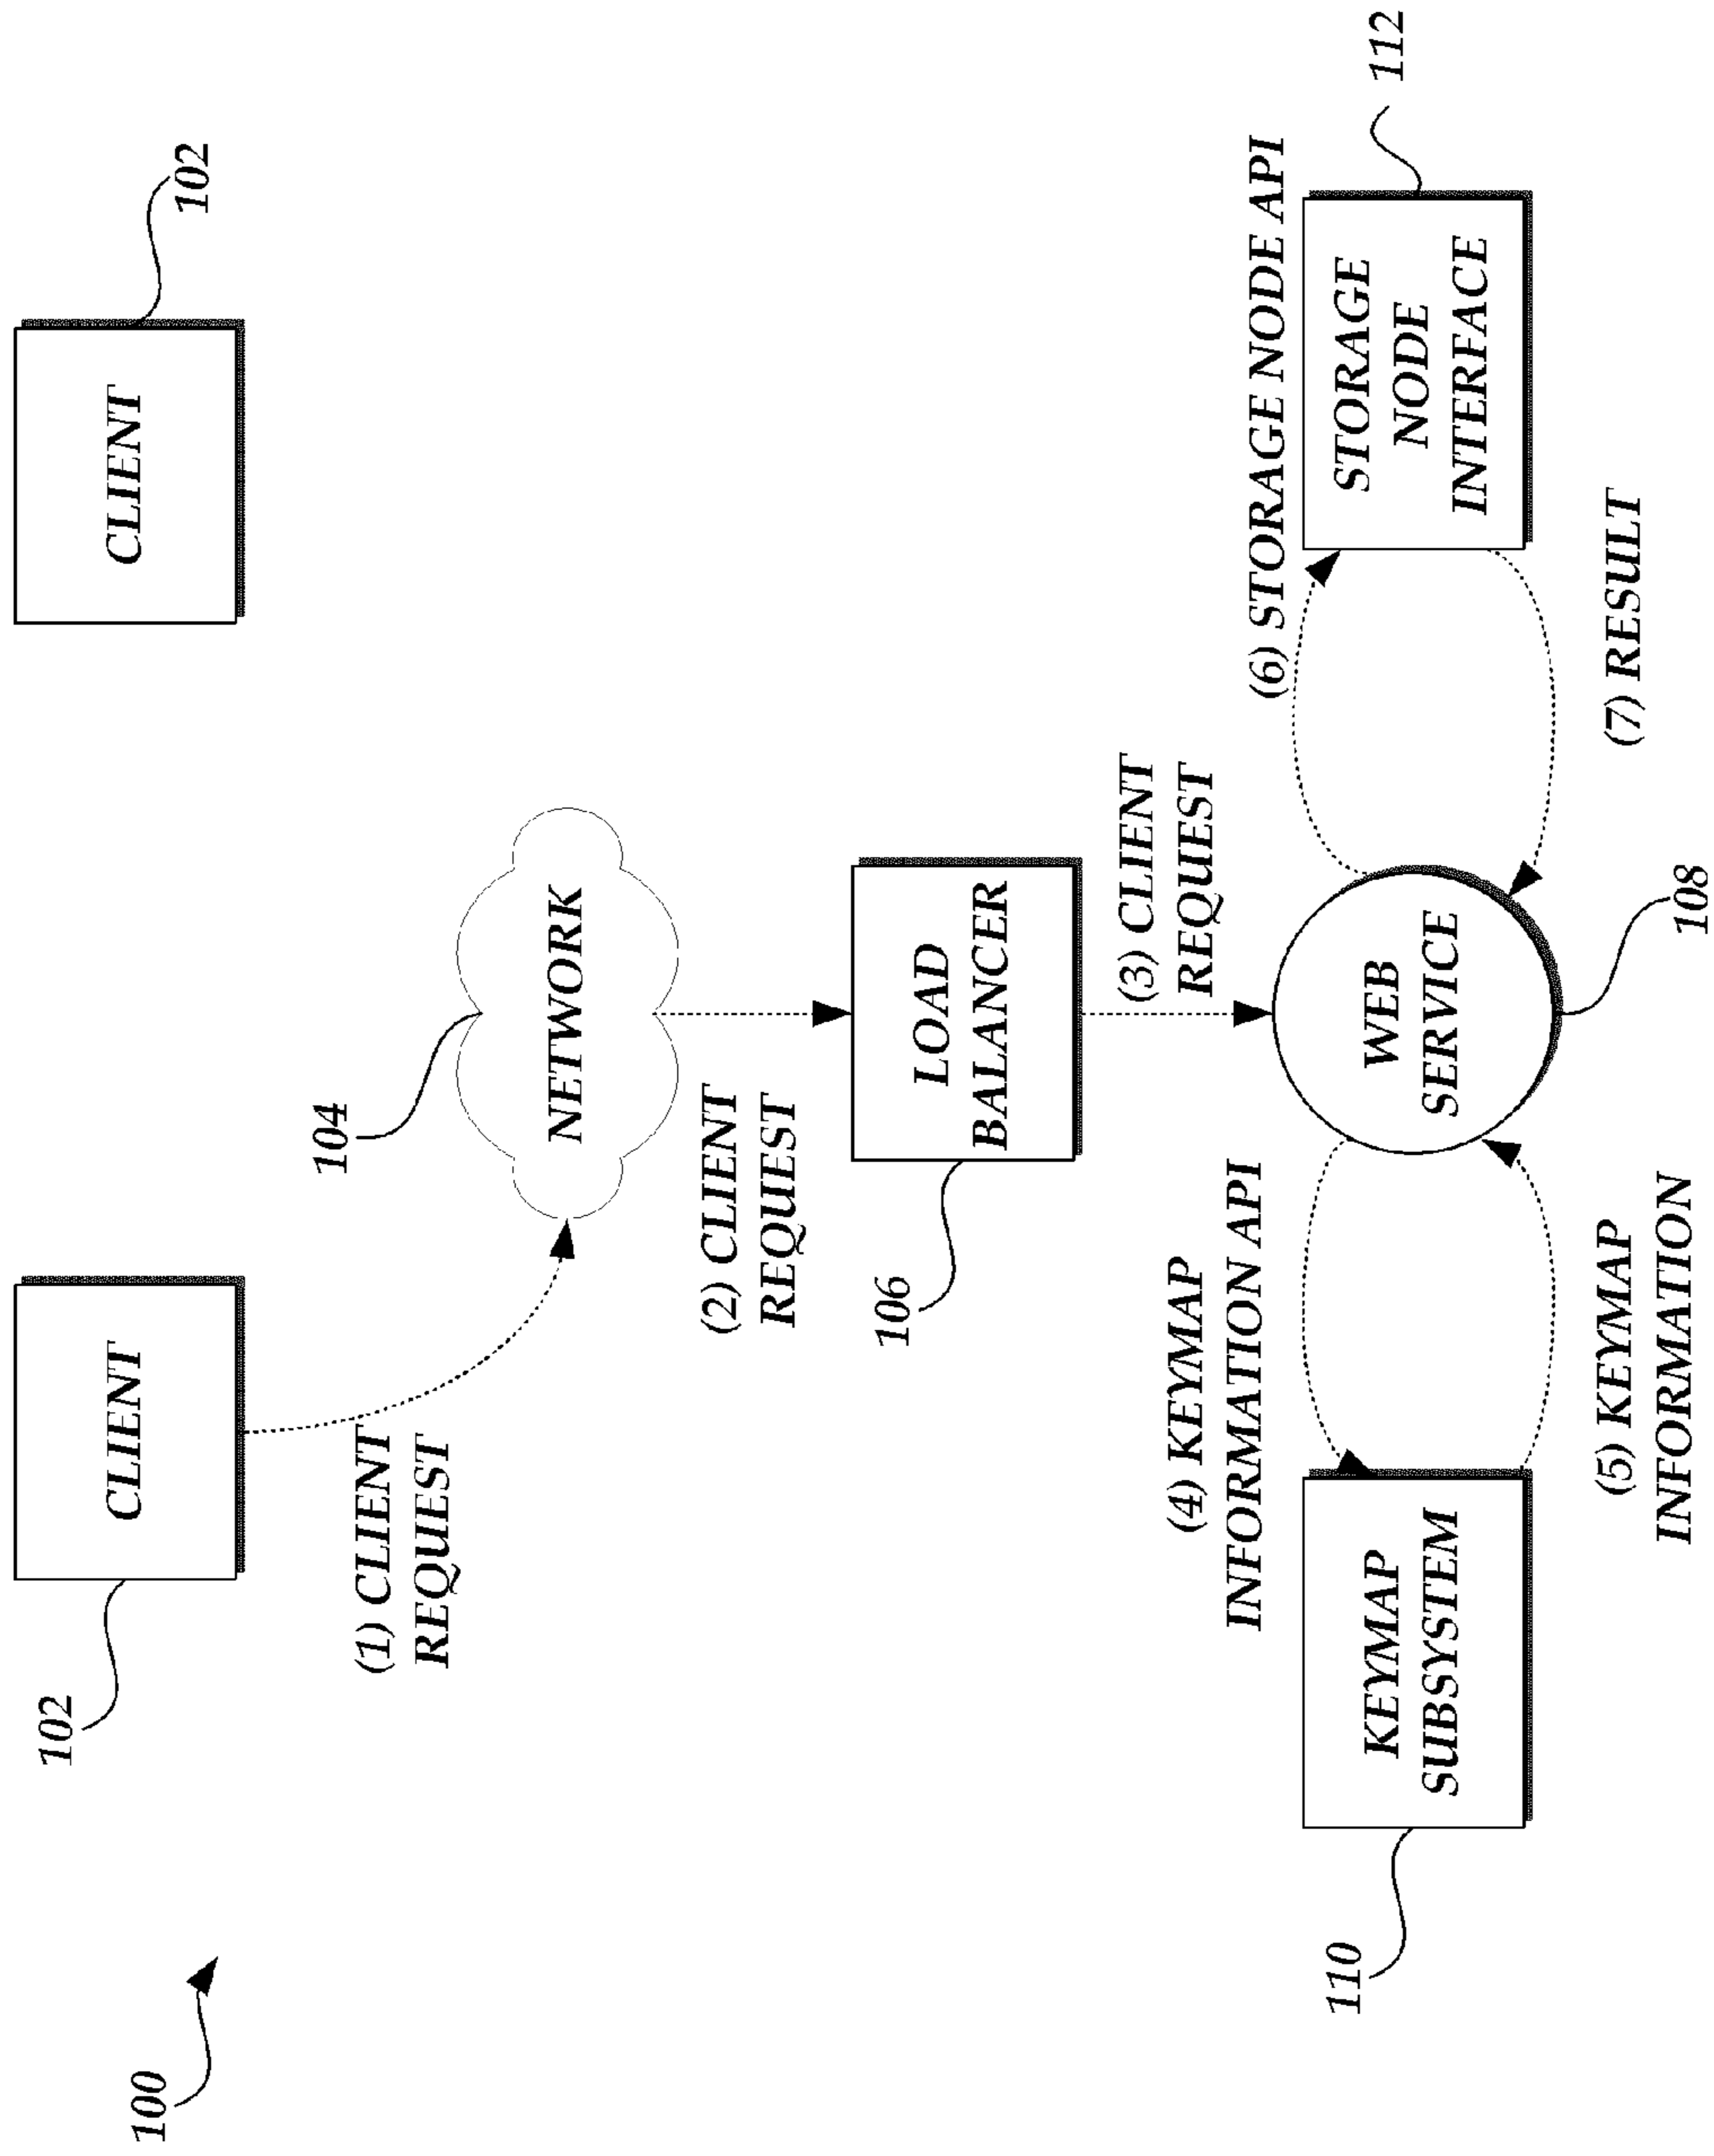 100
102
CLIENT
CLIENT
102
(1) CLIENT
REQUEST
104
NETWORK
(2) CLIENT
REQUEST
106
LOAD
BALANCER
(3) CLIENT
REQUEST
(4) KEYMAP
INFORMATION API
(6) STORAGE NODE API
110
KEYMAP
SUBSYSTEM
WEB
SERVICE
STORAGE
NODE
INTERFACE
112
(5) KEYMAP
INFORMATION
108
(7) RESULT